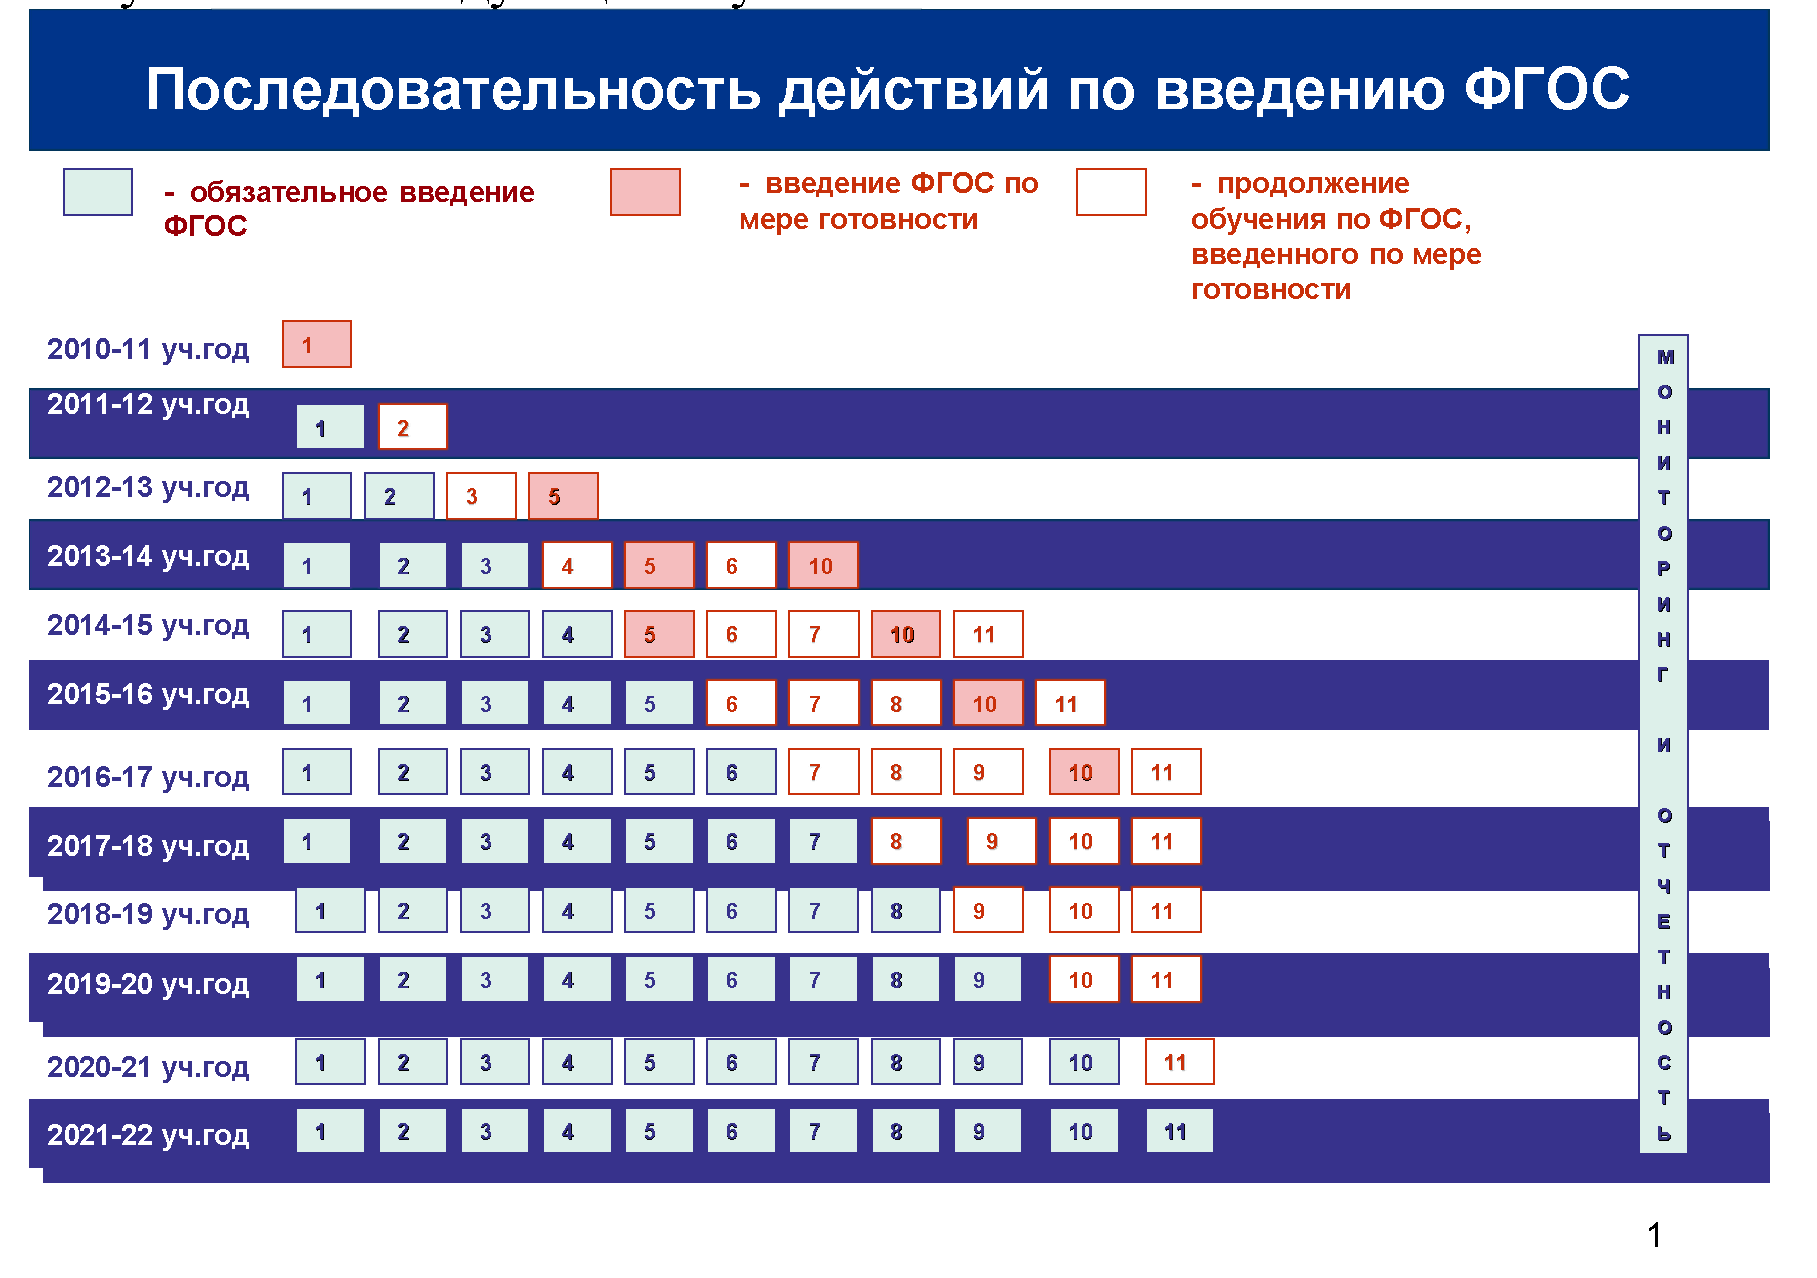 Последовательность действий по введению ФГОС
- обязательное введение
ФГОС
- введение ФГОС по
мере готовности
- продолжение
обучения по ФГОС,
введенного по мере
готовности
2010-11 уч.год 1
2011-12 уч.год 1 2
2012-13 уч.год 1 2 3 5
2013-14 уч.год 1 2 3 4 5 6 10
2014-15 уч.год 1 2 3 4 5 6 7 10 11
2015-16 уч.год 1 2 3 4 5 6 7 8 10 11
2016-17 уч.год 1 2 3 4 5 6 7 8 9 10 11
2017-18 уч.год 1 2 3 4 5 6 7 8 9 10 11
2018-19 уч.год 1 2 3 4 5 6 7 8 9 10 11
2019-20 уч.год 1 2 3 4 5 6 7 8 9 10 11
2020-21 уч.год 1 2 3 4 5 6 7 8 9 10 11
2021-22 уч.год 1 2 3 4 5 6 7 8 9 10 11
МОНИТОРИНГ И ОТЧЕТНОСТЬ
1